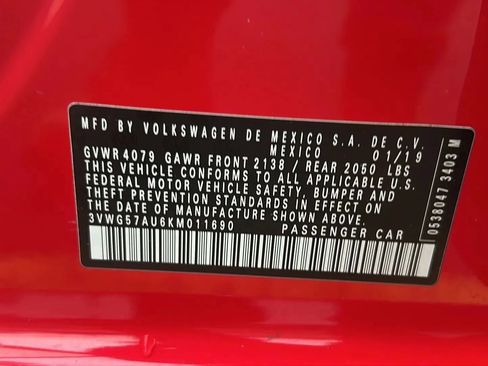 MFD BY VOLKSWAGEN DE MEXICO S.A. DE C.V.
MEXICO 01/19
GVWR 4079 GAWR FRONT 2138 / REAR 2050 LBS
THIS VEHICLE CONFORMS TO ALL APPLICABLE U.S.
FEDERAL MOTOR VEHICLE SAFETY, BUMPER AND
THEFT PREVENTION STANDARDS IN EFFECT ON
THE DATE OF MANUFACTURE SHOWN ABOVE.
3VWG57AU6KM011690 PASSENGER CAR
0538047 3403 M